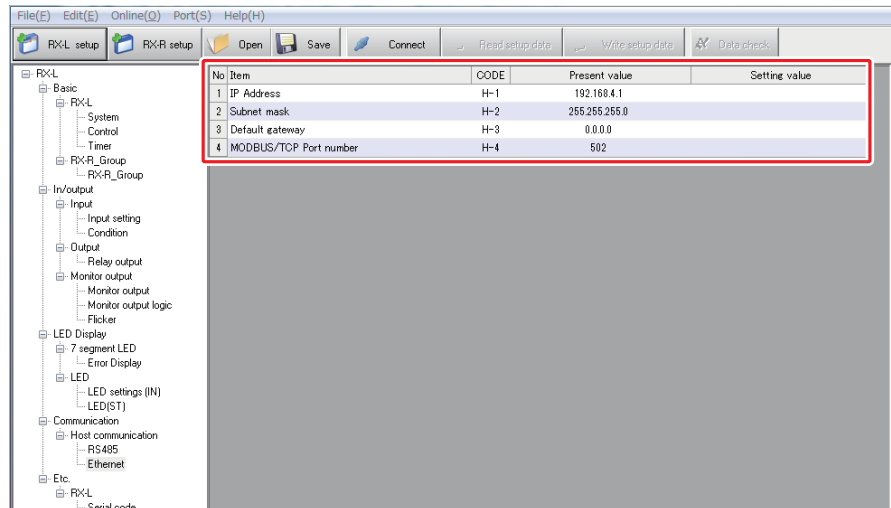 File(F) Edit(E) Online(O) Port(S) Help(H)
RX-L setup RX-R setup Open Save Connect Read setup data Write setup data Data check
RX-L
Basic
RX-L
System
Control
Timer
RX-R_Group
RX-R_Group
In/output
Input
Input setting
Condition
Output
Relay output
Monitor output
Monitor output
Monitor output logic
Flicker
LED Display
7 segment LED
Error Display
LED
LED settings (IN)
LED(ST)
Communication
Host communication
RS485
Ethernet
Etc.
RX-L
Serial code
No Item CODE Present value Setting value
1 IP Address H-1 192.168.4.1
2 Subnet mask H-2 255.255.255.0
3 Default gateway H-3 0.0.0.0
4 MODBUS/TCP Port number H-4 502